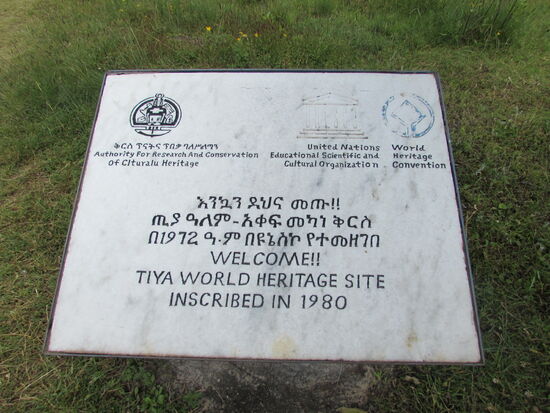 ቅርስ ጥናትና ጥበቃ ባለሥልጣን
Authority For Research And Conservation
Of Clturalu Heritage
United Nations
Educational Scientific and
Cultural Organization
World
Heritage
Convention
እንኳን ደህና መጡ!!
ጢያ ዓለም-አቀፍ መካነ ቅርስ
በ1972 ዓ.ም በዩኔስኮ የተመዘገበ
WELCOME!!
TIYA WORLD HERITAGE SITE
INSCRIBED IN 1980